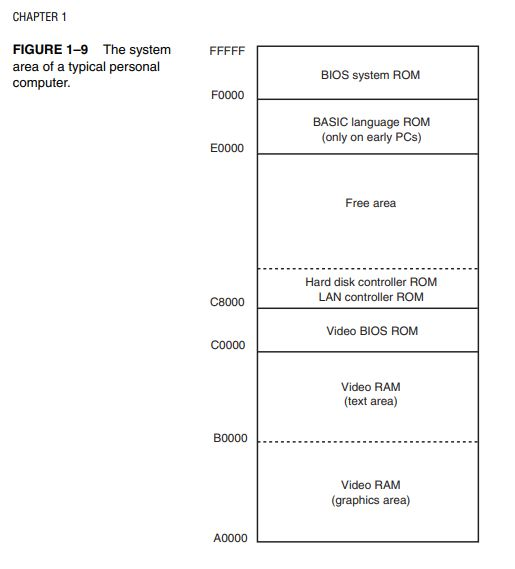 CHAPTER 1
FIGURE 1–9 The system
area of a typical personal
computer.
FFFFF
BIOS system ROM
F0000
BASIC language ROM
(only on early PCs)
E0000
Free area
Hard disk controller ROM
LAN controller ROM
C8000
Video BIOS ROM
C0000
Video RAM
(text area)
B0000
Video RAM
(graphics area)
A0000